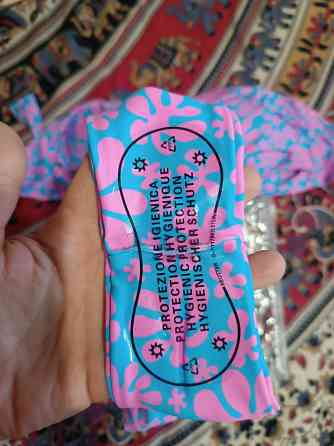 PROTEZIONE IGIENICA
PROTECTION HYGIENIQUE
HYGIENIC PROTECTION
HYGIENISCHER SCHUTZ